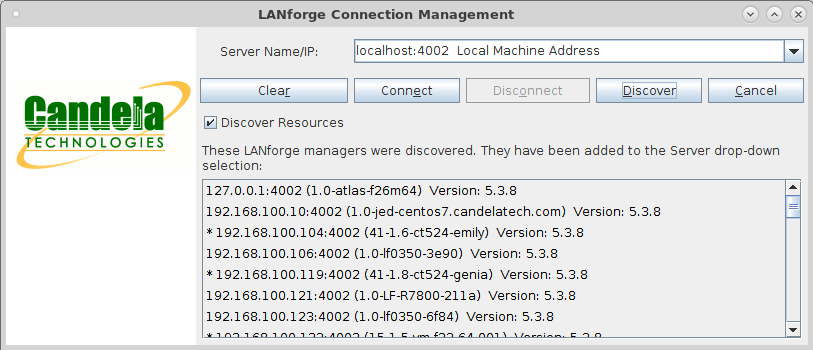 LANforge Connection Management
Server Name/IP:
localhost:4002 Local Machine Address
Clear
Connect
Disconnect
Discover
Cancel
Candela
TECHNOLOGIES
Discover Resources
These LANforge managers were discovered. They have been added to the Server drop-down
selection:
127.0.0.1:4002 (1.0-atlas-f26m64) Version: 5.3.8
192.168.100.10:4002 (1.0-jed-centos7.candelatech.com) Version: 5.3.8
* 192.168.100.104:4002 (41-1.6-ct524-emily) Version: 5.3.8
192.168.100.106:4002 (1.0-lf0350-3e90) Version: 5.3.8
* 192.168.100.119:4002 (41-1.8-ct524-genia) Version: 5.3.8
192.168.100.121:4002 (1.0-LF-R7800-211a) Version: 5.3.8
192.168.100.123:4002 (1.0-lf0350-6f84) Version: 5.3.8